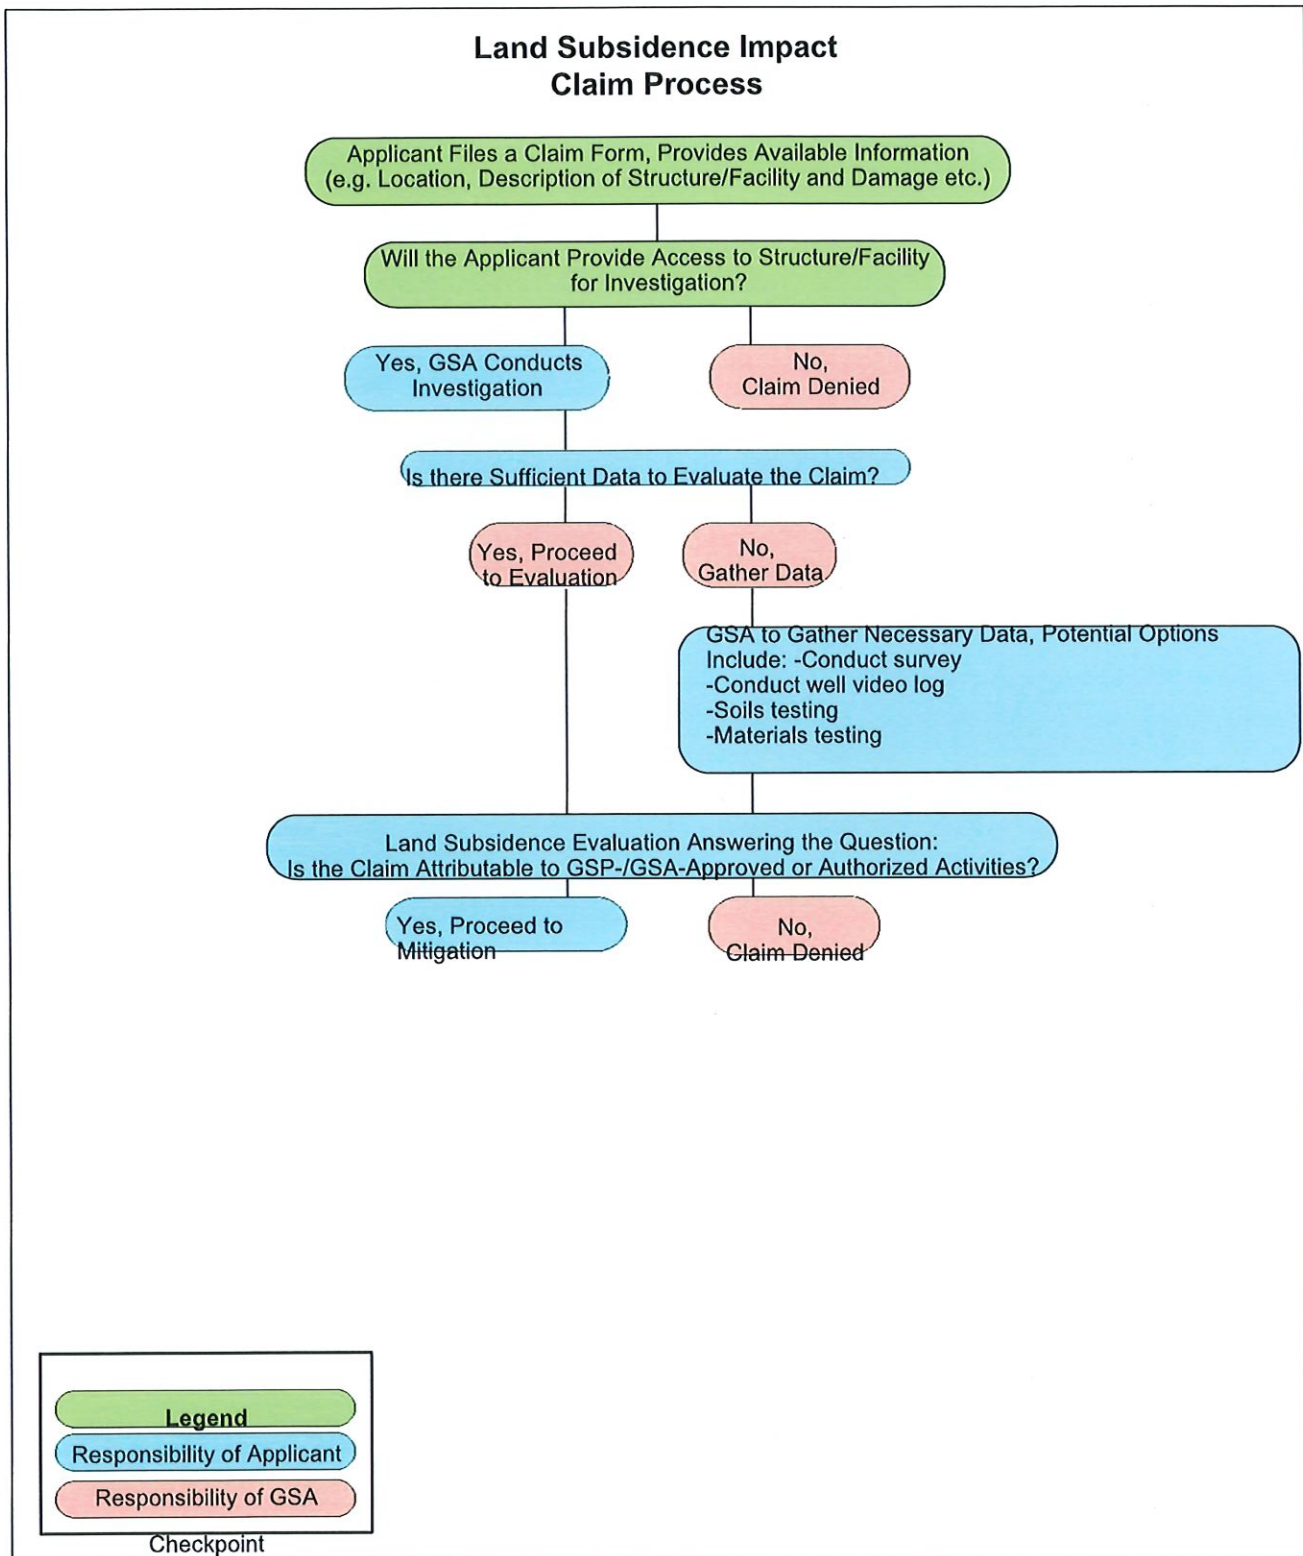 Land Subsidence Impact
Claim Process
Applicant Files a Claim Form, Provides Available Information
(e.g. Location, Description of Structure/Facility and Damage etc.)
Will the Applicant Provide Access to Structure/Facility
for Investigation?
Yes, GSA Conducts
Investigation
No,
Claim Denied
Is there Sufficient Data to Evaluate the Claim?
Yes, Proceed
to Evaluation
No,
Gather Data
GSA to Gather Necessary Data, Potential Options
Include: -Conduct survey
-Conduct well video log
-Soils testing
-Materials testing
Land Subsidence Evaluation Answering the Question:
Is the Claim Attributable to GSP-/GSA-Approved or Authorized Activities?
Yes, Proceed to
Mitigation
No,
Claim Denied
Legend
Responsibility of Applicant
Responsibility of GSA
Checkpoint